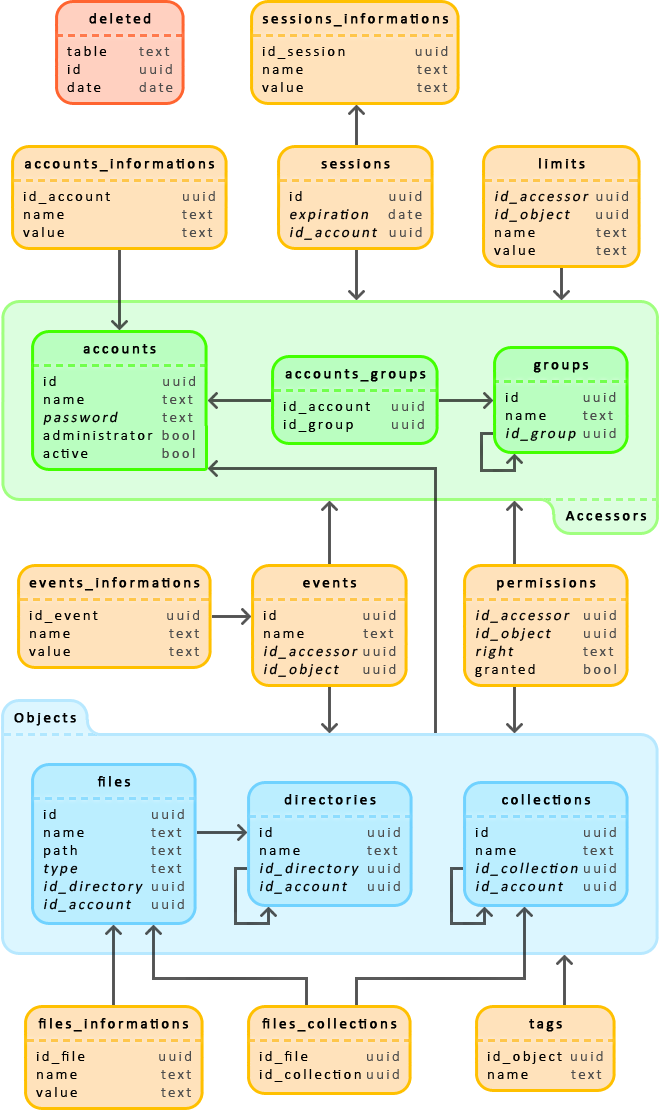 deleted
table text
id uuid
date date
sessions_informations
id_session uuid
name text
value text
accounts_informations
id_account uuid
name text
value text
sessions
id uuid
expiration date
id_account uuid
limits
id_accessor uuid
id_object uuid
name text
value text
accounts
id uuid
name text
password text
administrator bool
active bool
accounts_groups
id_account uuid
id_group uuid
groups
id uuid
name text
id_group uuid
Accessors
events_informations
id_event uuid
name text
value text
events
id uuid
name text
id_accessor uuid
id_object uuid
permissions
id_accessor uuid
id_object uuid
right text
granted bool
Objects
files
id uuid
name text
path text
type text
id_directory uuid
id_account uuid
directories
id uuid
name text
id_directory uuid
id_account uuid
collections
id uuid
name text
id_collection uuid
id_account uuid
files_informations
id_file uuid
name text
value text
files_collections
id_file uuid
id_collection uuid
tags
id_object uuid
name text